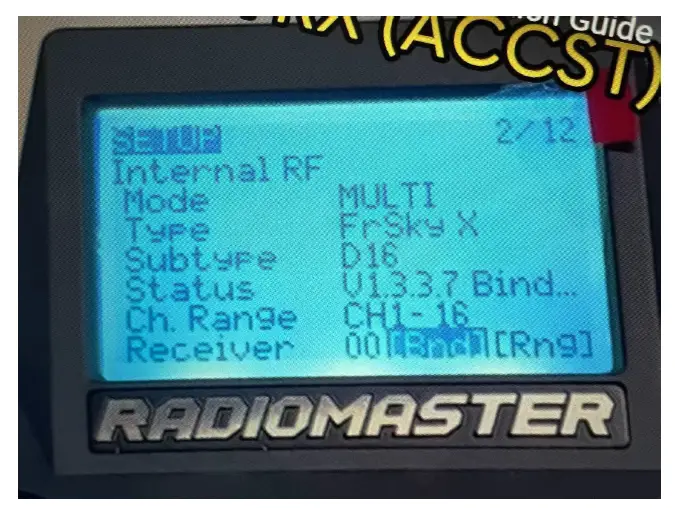 Guide
RX (ACCST)
SETUP 2/12
Internal RF
Mode MULTI
Type FrSky X
Subtype D16
Status V1.3.3.7 Bind...
Ch. Range CH1-16
Receiver 00 [Bnd] [Rng]
RADIOMASTER